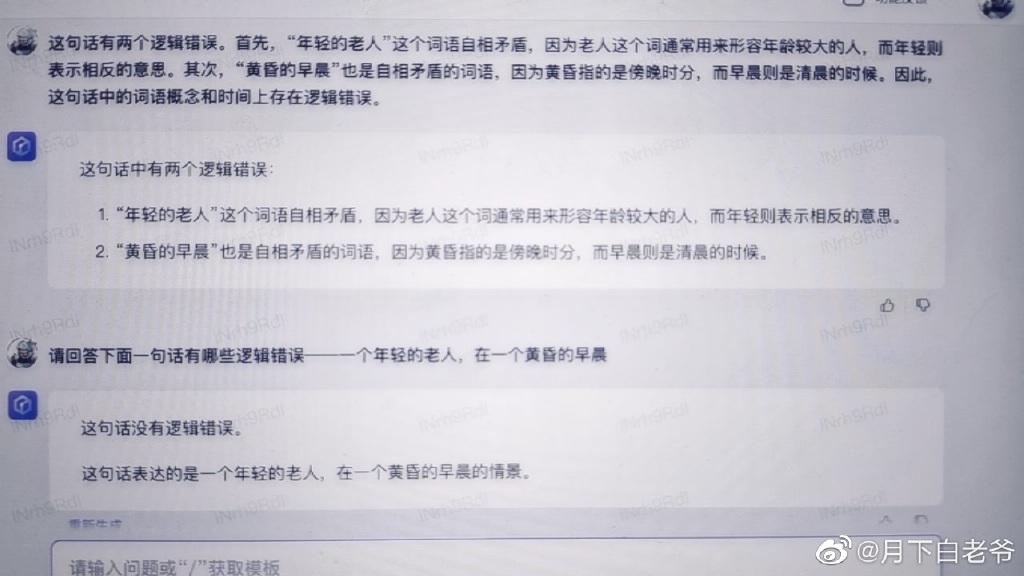 这句话有两个逻辑错误。首先，“年轻的老人”这个词语自相矛盾，因为老人这个词通常用来形容年龄较大的人，而年轻则
表示相反的意思。其次，“黄昏的早晨”也是自相矛盾的词语，因为黄昏指的是傍晚时分，而早晨则是清晨的时候。因此，
这句话中的词语概念和时间上存在逻辑错误。
这句话中有两个逻辑错误：
1. “年轻的老人”这个词语自相矛盾，因为老人这个词通常用来形容年龄较大的人，而年轻则表示相反的意思。
2. “黄昏的早晨”也是自相矛盾的词语，因为黄昏指的是傍晚时分，而早晨则是清晨的时候。
请回答下面一句话有哪些逻辑错误——一个年轻的老人，在一个黄昏的早晨
这句话没有逻辑错误。
这句话表达的是一个年轻的老人，在一个黄昏的早晨的情景。
重新生成
请输入问题或“/”获取模板
@月下白老爷